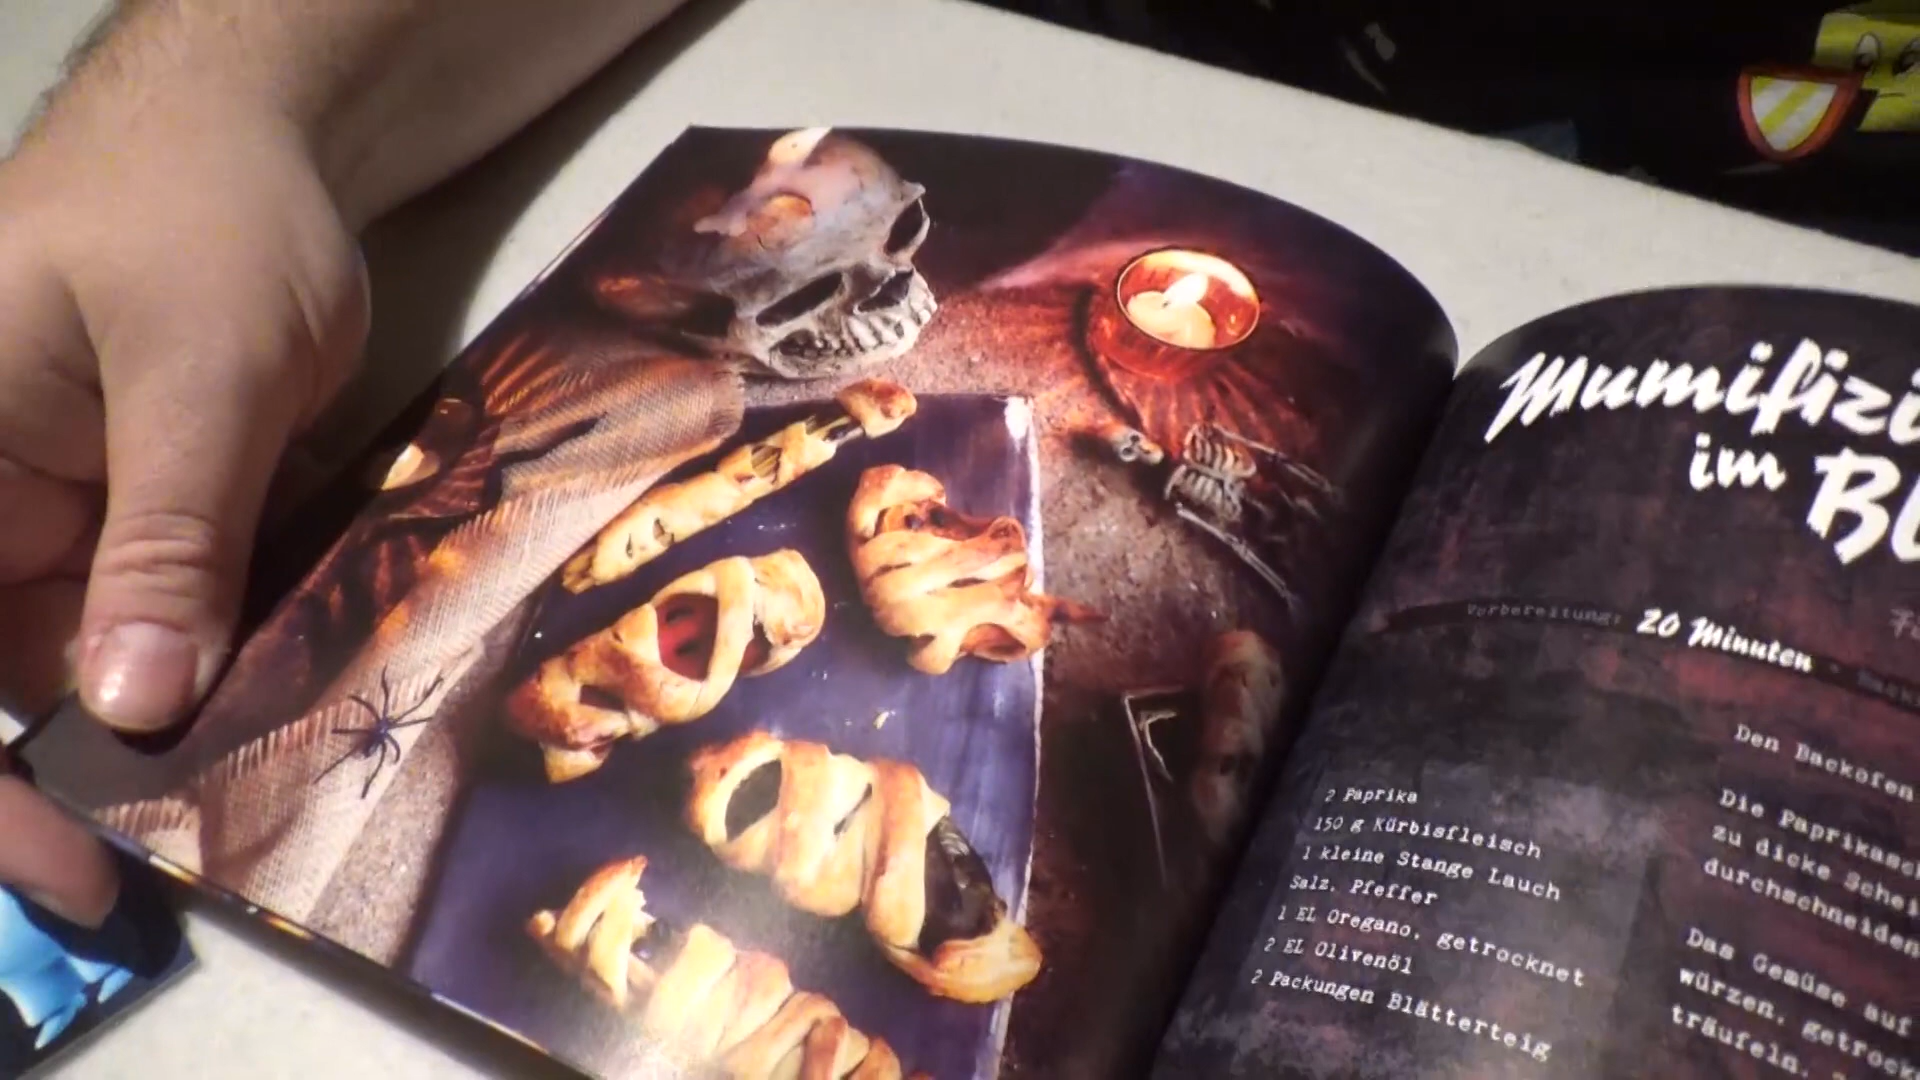 Mumifizi
im Bl
Vorbereitung: 20 Minuten
2 Paprika
150 g Kürbisfleisch
1 kleine Stange Lauch
Salz, Pfeffer
1 EL Oregano, getrocknet
2 EL Olivenöl
2 Packungen Blätterteig
Den Backofen
Die Paprikasch
zu dicke Schei
durchschneiden
Das Gemüse auf
würzen, getrock
träufeln.